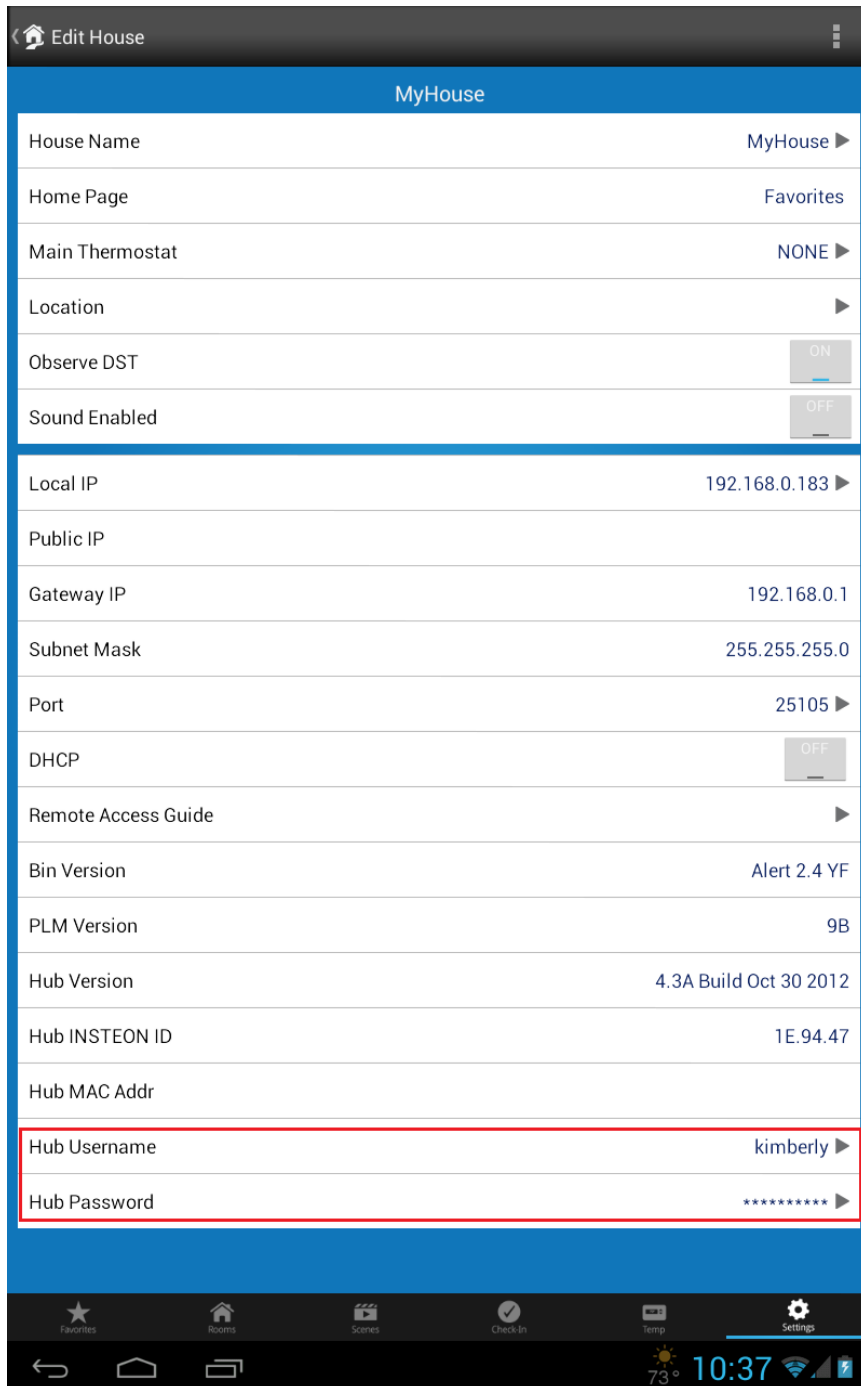 Edit House
MyHouse
House Name MyHouse
Home Page Favorites
Main Thermostat NONE
Location
Observe DST ON
Sound Enabled OFF
Local IP 192.168.0.183
Public IP
Gateway IP 192.168.0.1
Subnet Mask 255.255.255.0
Port 25105
DHCP OFF
Remote Access Guide
Bin Version Alert 2.4 YF
PLM Version 9B
Hub Version 4.3A Build Oct 30 2012
Hub INSTEON ID 1E.94.47
Hub MAC Addr
Hub Username kimberly
Hub Password **********
Favorites Rooms Scenes Check-In Temp Settings
73° 10:37